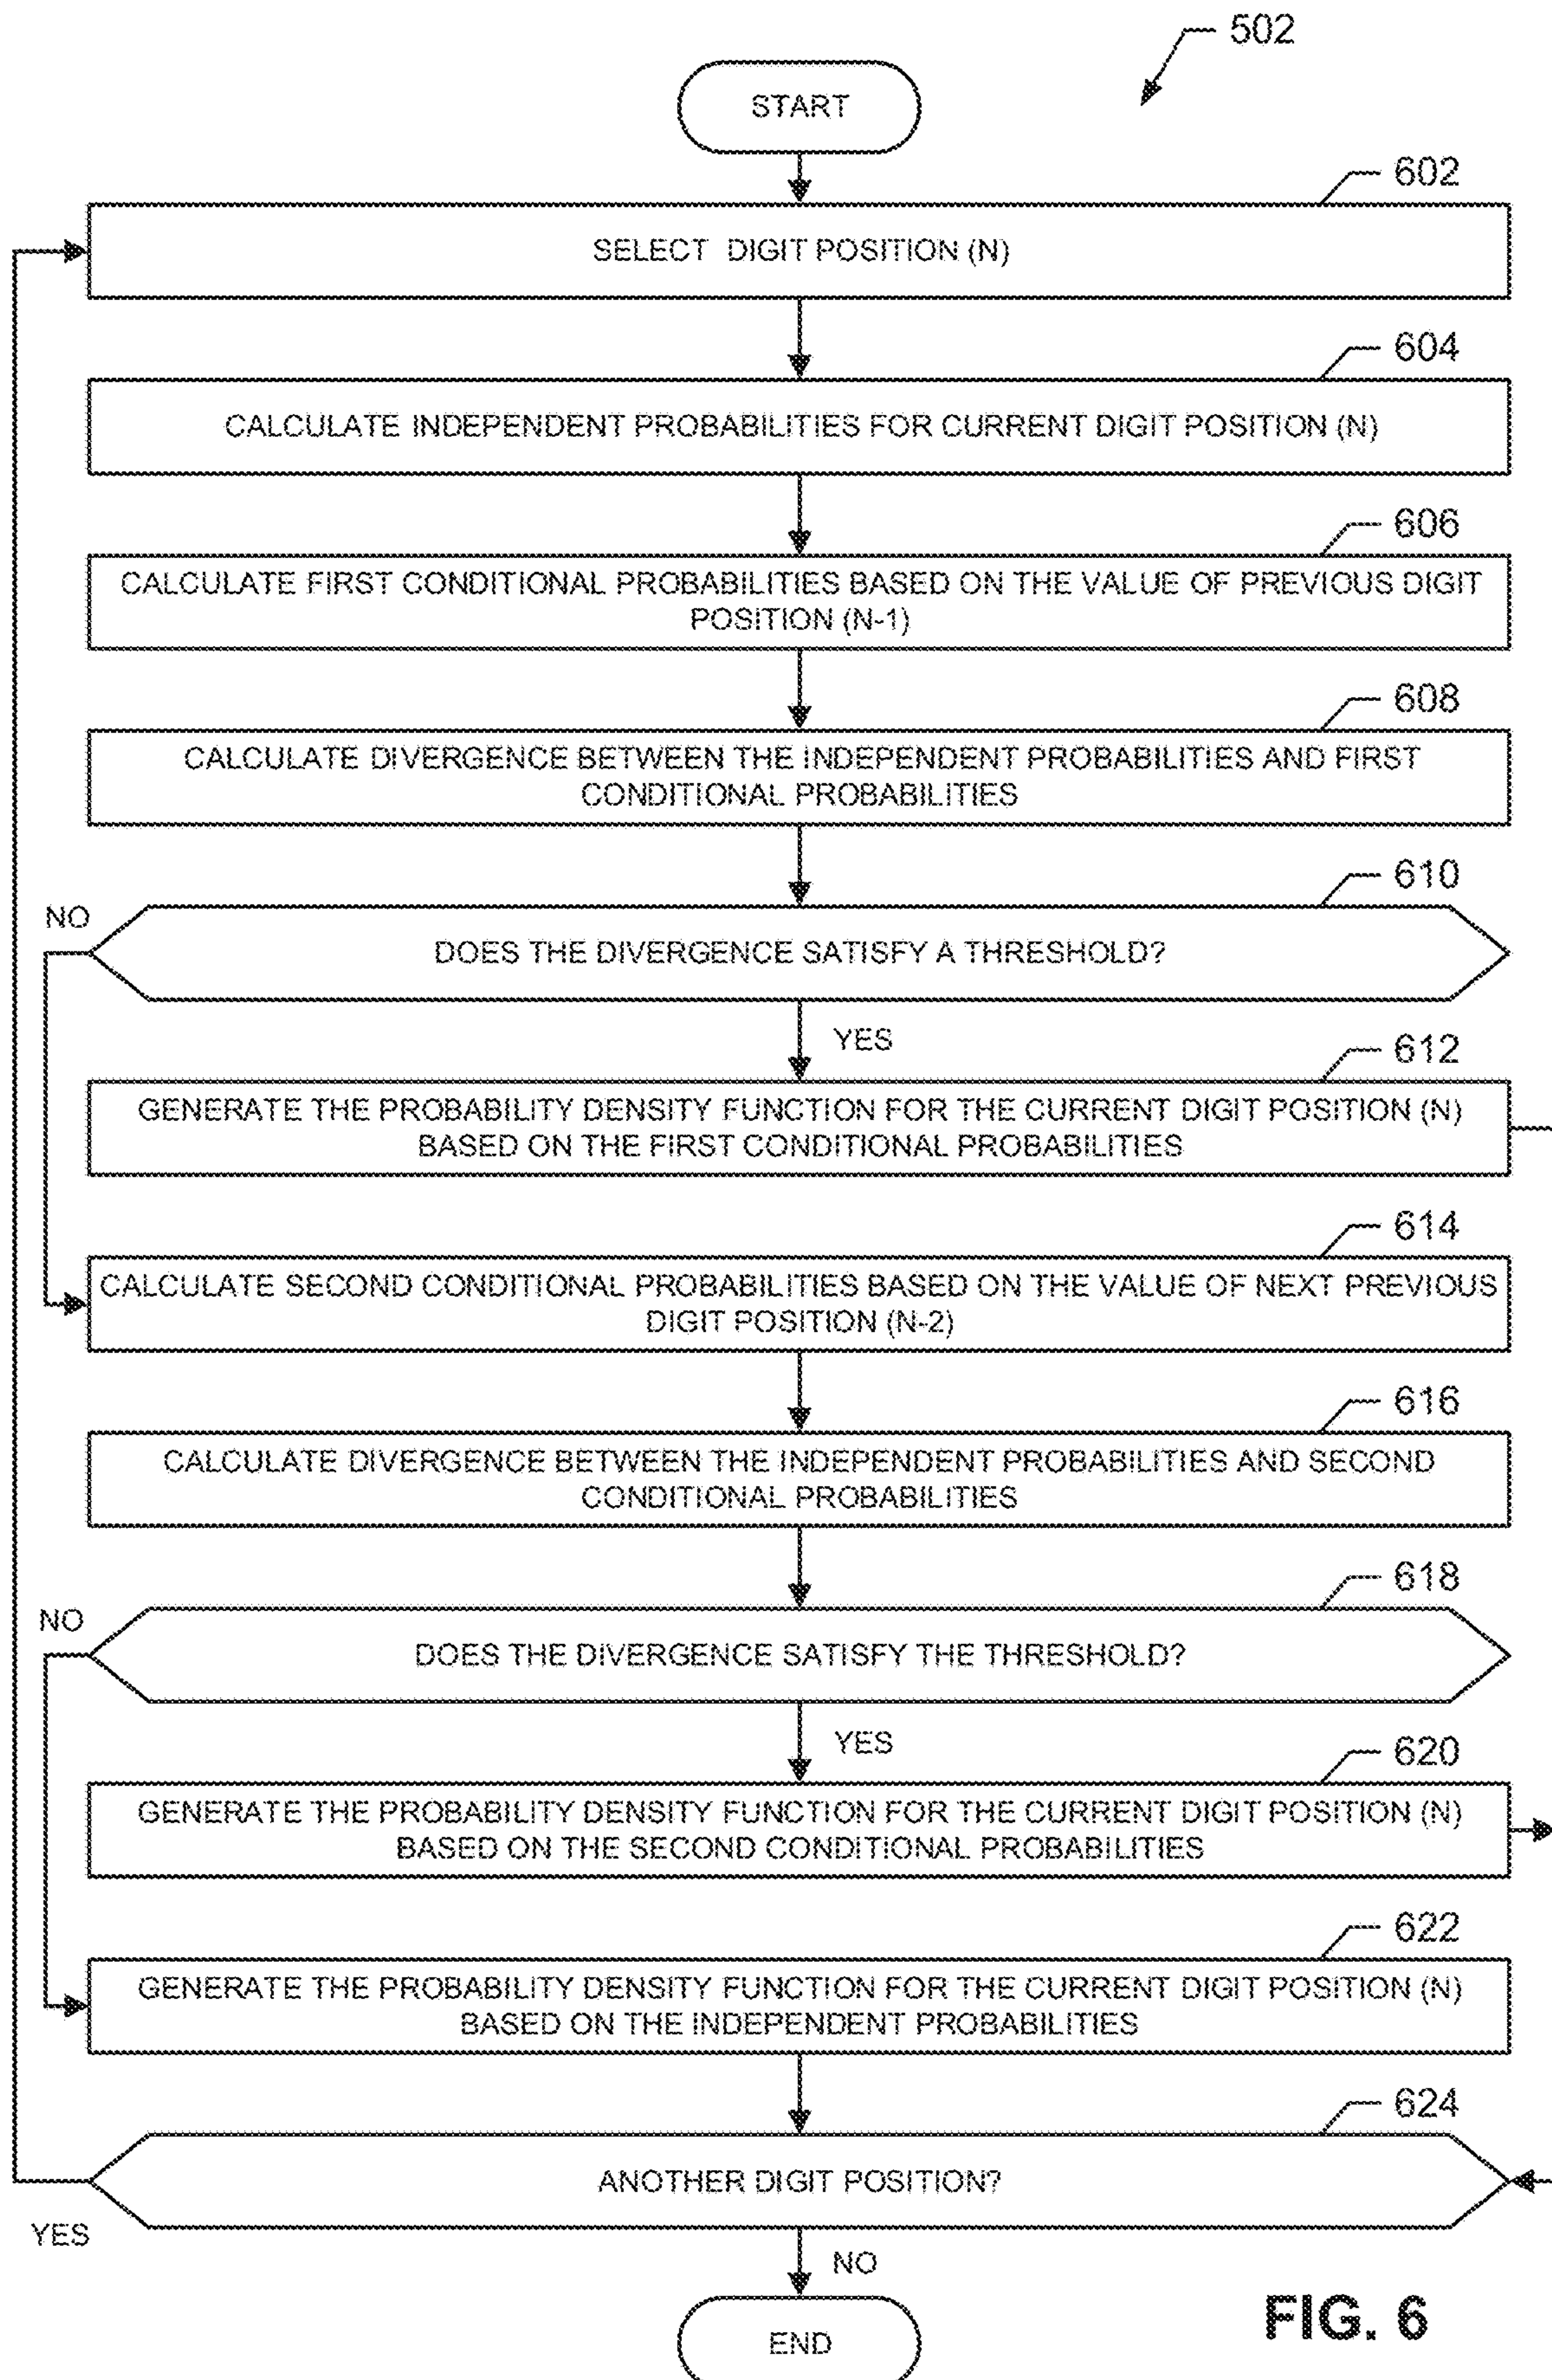 502
START
602
SELECT DIGIT POSITION (N)
604
CALCULATE INDEPENDENT PROBABILITIES FOR CURRENT DIGIT POSITION (N)
606
CALCULATE FIRST CONDITIONAL PROBABILITIES BASED ON THE VALUE OF PREVIOUS DIGIT
POSITION (N-1)
608
CALCULATE DIVERGENCE BETWEEN THE INDEPENDENT PROBABILITIES AND FIRST
CONDITIONAL PROBABILITIES
610
NO
DOES THE DIVERGENCE SATISFY A THRESHOLD?
YES
612
GENERATE THE PROBABILITY DENSITY FUNCTION FOR THE CURRENT DIGIT POSITION (N)
BASED ON THE FIRST CONDITIONAL PROBABILITIES
614
CALCULATE SECOND CONDITIONAL PROBABILITIES BASED ON THE VALUE OF NEXT PREVIOUS
DIGIT POSITION (N-2)
616
CALCULATE DIVERGENCE BETWEEN THE INDEPENDENT PROBABILITIES AND SECOND
CONDITIONAL PROBABILITIES
618
NO
DOES THE DIVERGENCE SATISFY THE THRESHOLD?
YES
620
GENERATE THE PROBABILITY DENSITY FUNCTION FOR THE CURRENT DIGIT POSITION (N)
BASED ON THE SECOND CONDITIONAL PROBABILITIES
622
GENERATE THE PROBABILITY DENSITY FUNCTION FOR THE CURRENT DIGIT POSITION (N)
BASED ON THE INDEPENDENT PROBABILITIES
624
ANOTHER DIGIT POSITION?
YES
NO
END
FIG. 6